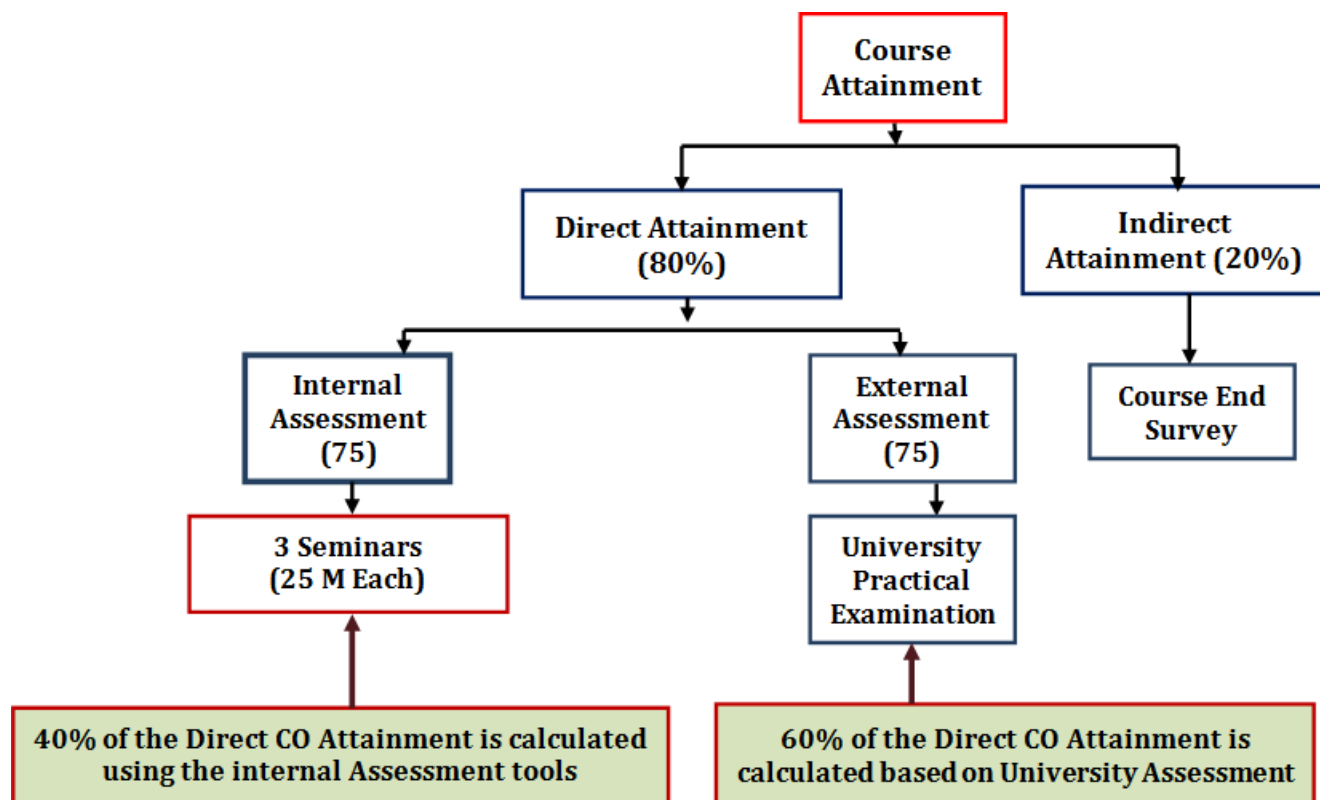 Course
Attainment
Direct Attainment
(80%)
Indirect
Attainment (20%)
Internal
Assessment
(75)
External
Assessment
(75)
Course End
Survey
3 Seminars
(25 M Each)
University
Practical
Examination
40% of the Direct CO Attainment is calculated
using the internal Assessment tools
60% of the Direct CO Attainment is
calculated based on University Assessment